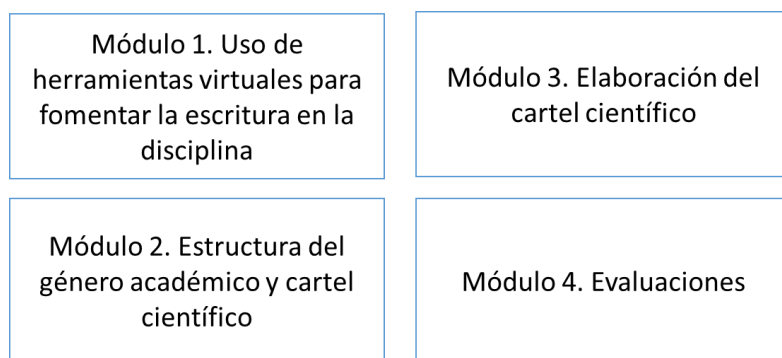 Módulo 1. Uso de
herramientas virtuales para
fomentar la escritura en la
disciplina
Módulo 2. Estructura del
género académico y cartel
científico
Módulo 3. Elaboración del
cartel científico
Módulo 4. Evaluaciones